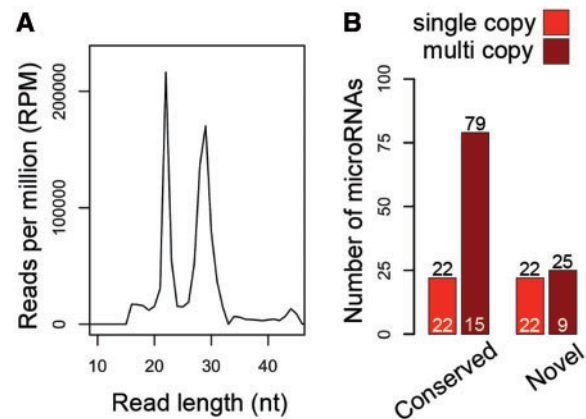 A
Reads per million (RPM)
0
100000
200000
10
20
30
40
Read length (nt)
B
single copy
multi copy
Number of microRNAs
0
25
50
75
100
22
79
22
25
22
15
22
9
Conserved
Novel